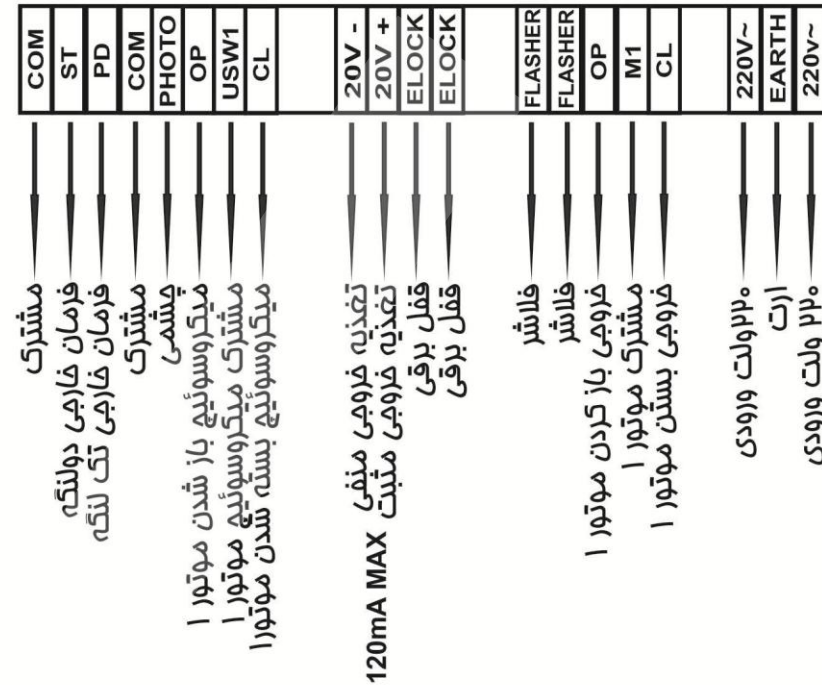 COM
ST
PD
COM
PHOTO
OP
USW1
CL
20V -
20V +
ELOCK
ELOCK
FLASHER
FLASHER
OP
M1
CL
220V~
EARTH
220v~
مشترک
فرمان خارجی دولنگه
فرمان خارجی تک لنگه
مشترک
چشمی
میکروسوئیچ باز شدن موتور ۱
مشترک میکروسوئیچ موتور ۱
میکروسوئیچ بسته شدن موتور۱
تغذیه خروجی منفی
تغذیه خروجی مثبت
120mA MAX
قفل برقی
قفل برقی
فلاشر
فلاشر
خروجی باز کردن موتور ۱
مشترک موتور ۱
خروجی بستن موتور ۱
۲۲۰ولت ورودی
ارت
۲۲۰ ولت ورودی